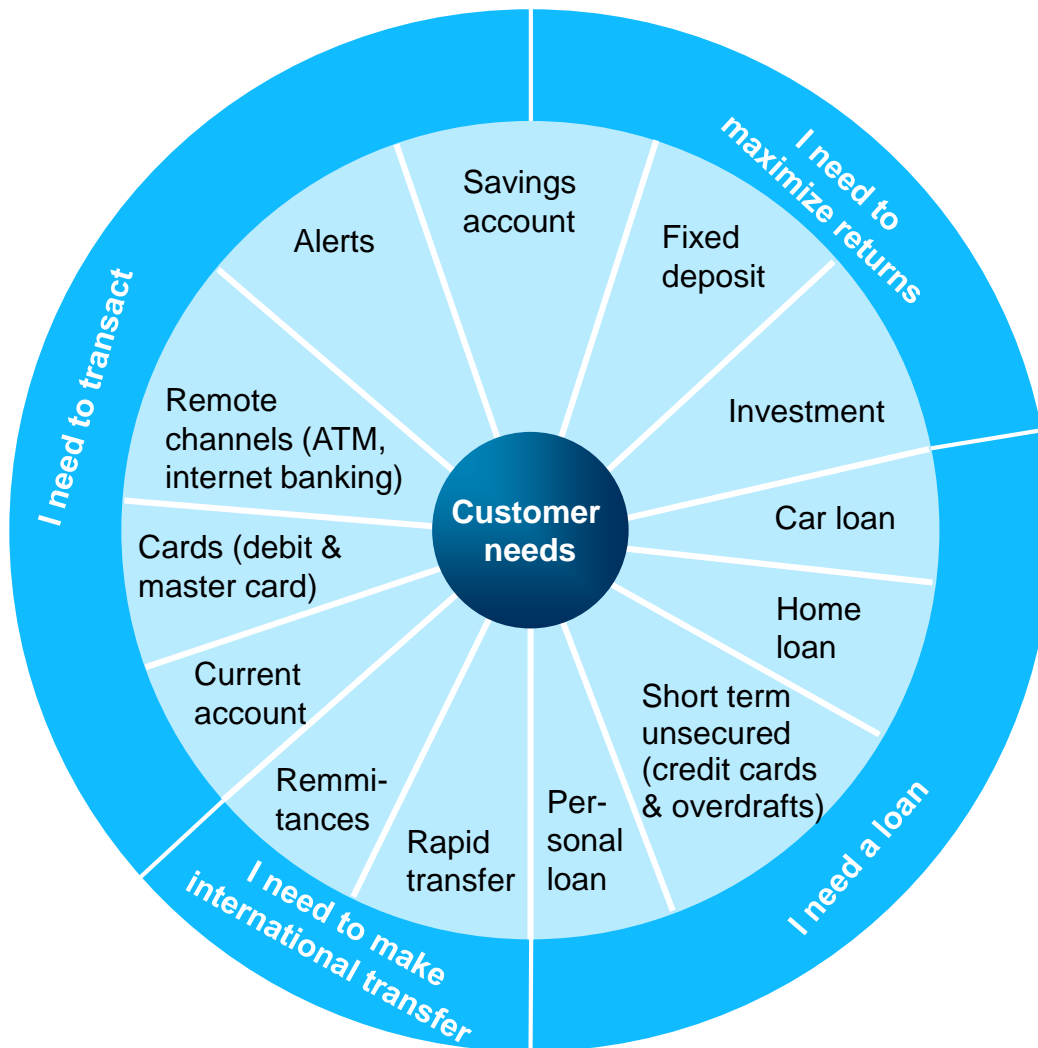 I need to
maximize returns
Savings
account
Alerts
Fixed
deposit
I need to transact
Remote
channels (ATM,
internet banking)
Investment
Customer
needs
Car loan
Cards (debit &
master card)
Home
loan
Current
account
Short term
unsecured
(credit cards
& overdrafts)
Remmi-
tances
Per-
sonal
loan
Rapid
transfer
I need a loan
I need to make
international transfer